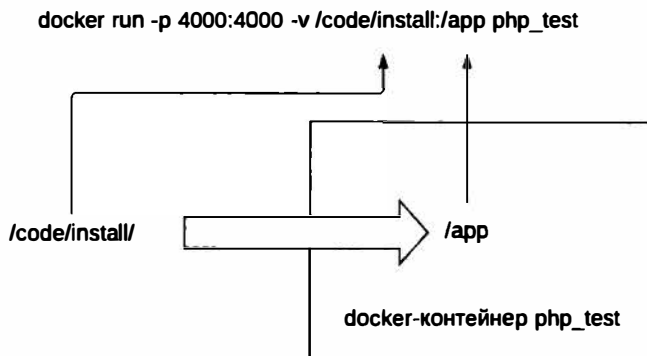 docker run -p 4000:4000 -v /code/install:/app php_test
/code/install/
/app
docker-контейнер php_test